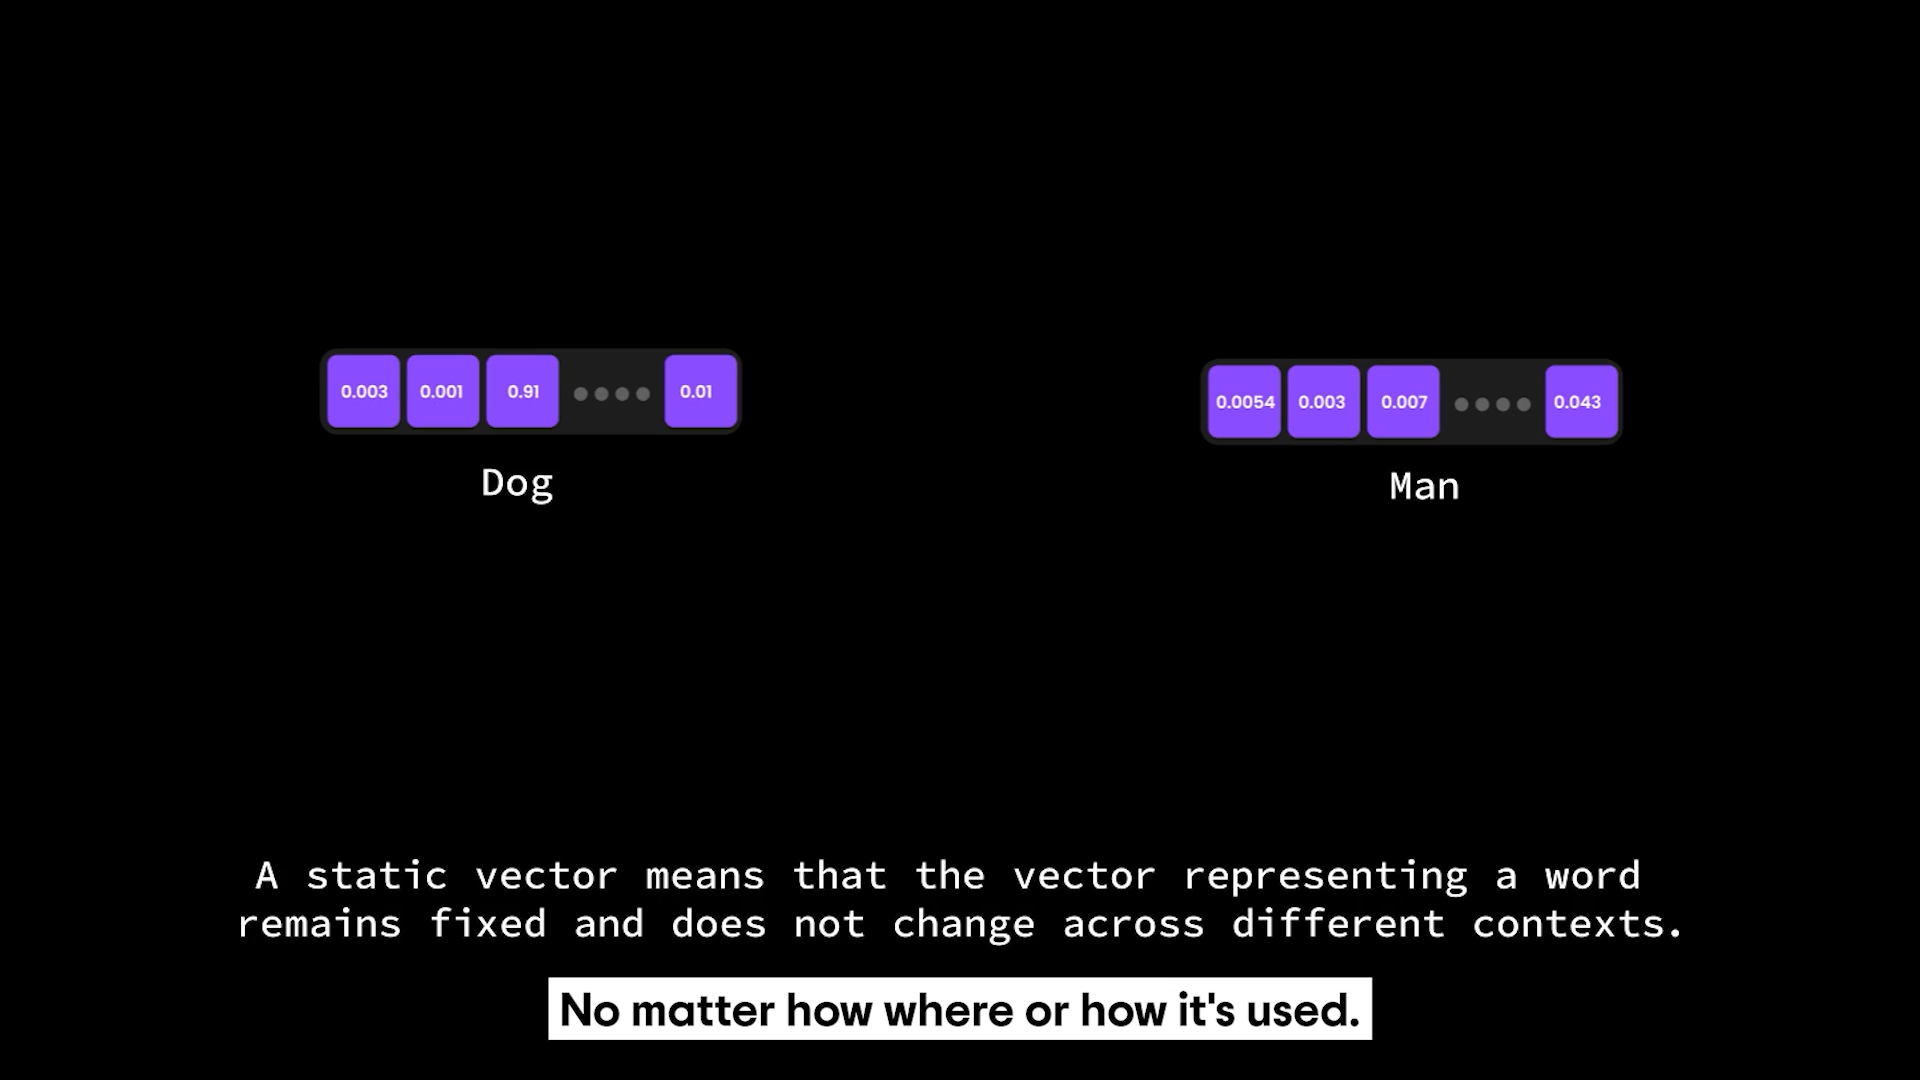 0.003 0.001 0.91 0.01
0.0054 0.003 0.007 0.043
Dog
Man
A static vector means that the vector representing a word
remains fixed and does not change across different contexts.
No matter how where or how it's used.